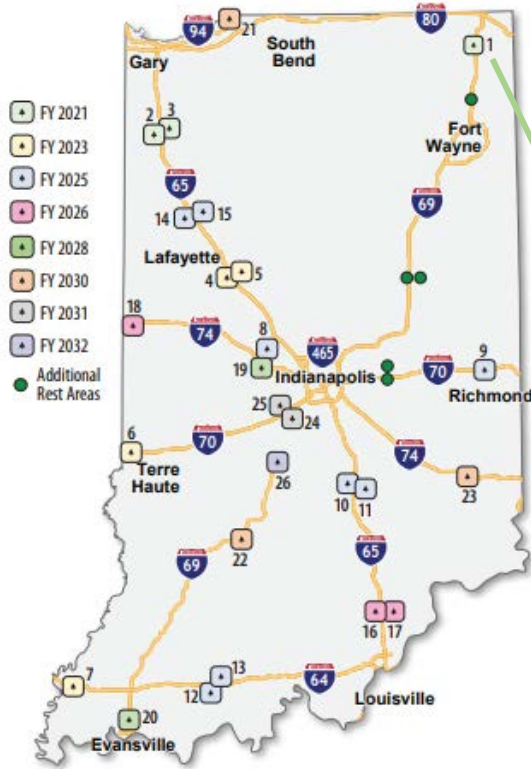 94
21
80
South
Bend
Gary
1
FY 2021
FY 2023
FY 2025
FY 2026
FY 2028
FY 2030
FY 2031
FY 2032
Additional
Rest Areas
2
3
Fort
Wayne
65
69
14
15
Lafayette
4
5
18
74
8
465
9
19
Indianapolis
70
Richmond
25
24
6
70
Terre
Haute
26
74
23
10
11
22
69
65
16
17
7
13
12
64
Louisville
20
Evansville